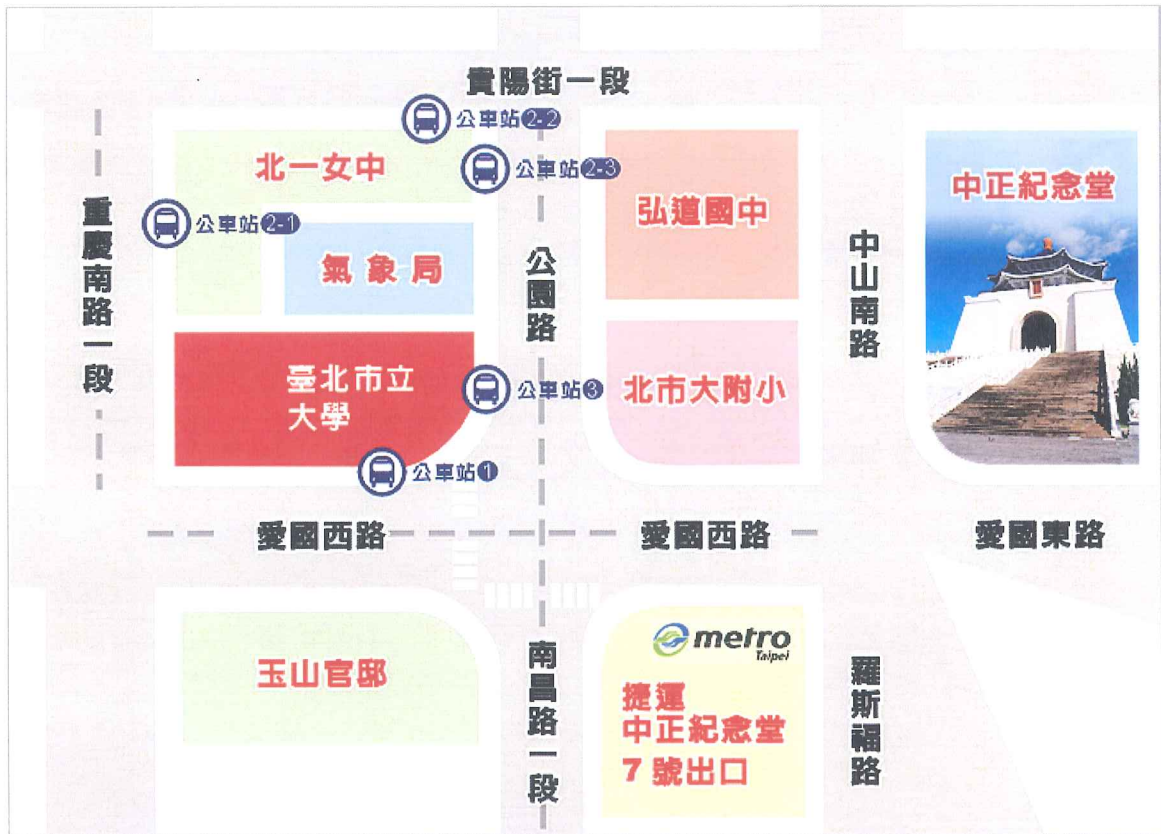 貴陽街一段
公車站2-2
北一女中
公車站2-3
中正紀念堂
弘道國中
公車站2-1
重慶南路一段
氣象局
公園路
中山南路
臺北市立
大學
公車站3
北市大附小
公車站1
愛國西路
愛國西路
愛國東路
metro
Taipei
玉山官邸
南昌路一段
捷運
中正紀念堂
7號出口
羅斯福路